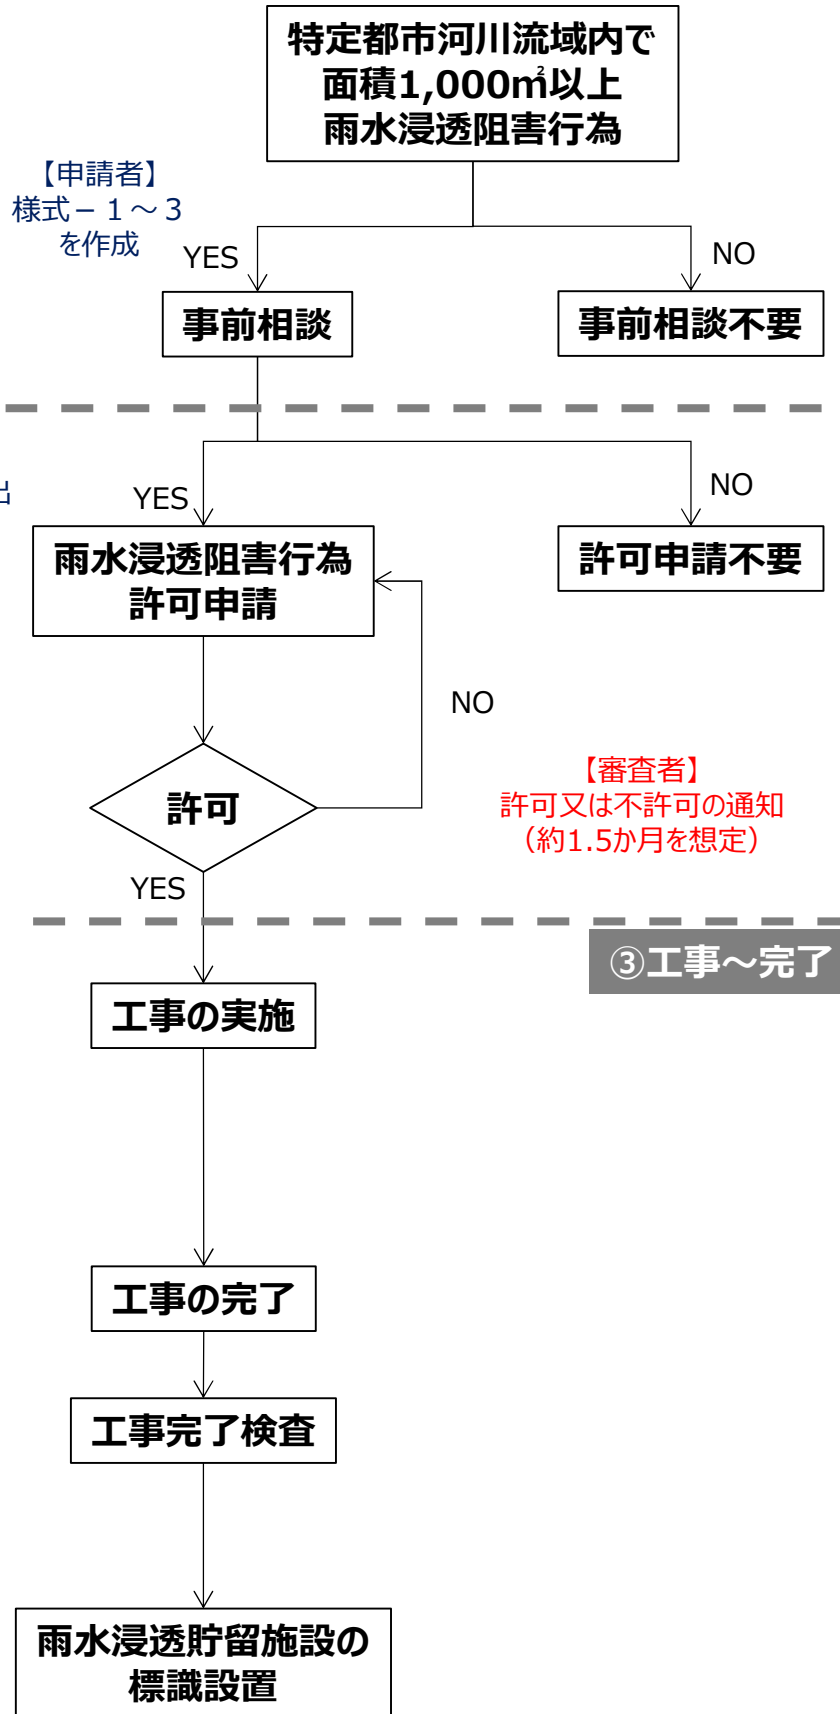 特定都市河川流域内で
面積1,000㎡以上
雨水浸透阻害行為
【申請者】
様式－１～３
を作成
YES
NO
事前相談
事前相談不要
出
YES
NO
雨水浸透阻害行為
許可申請
許可申請不要
NO
許可
【審査者】
許可又は不許可の通知
（約1.5か月を想定）
YES
③工事～完了
工事の実施
工事の完了
工事完了検査
雨水浸透貯留施設の
標識設置